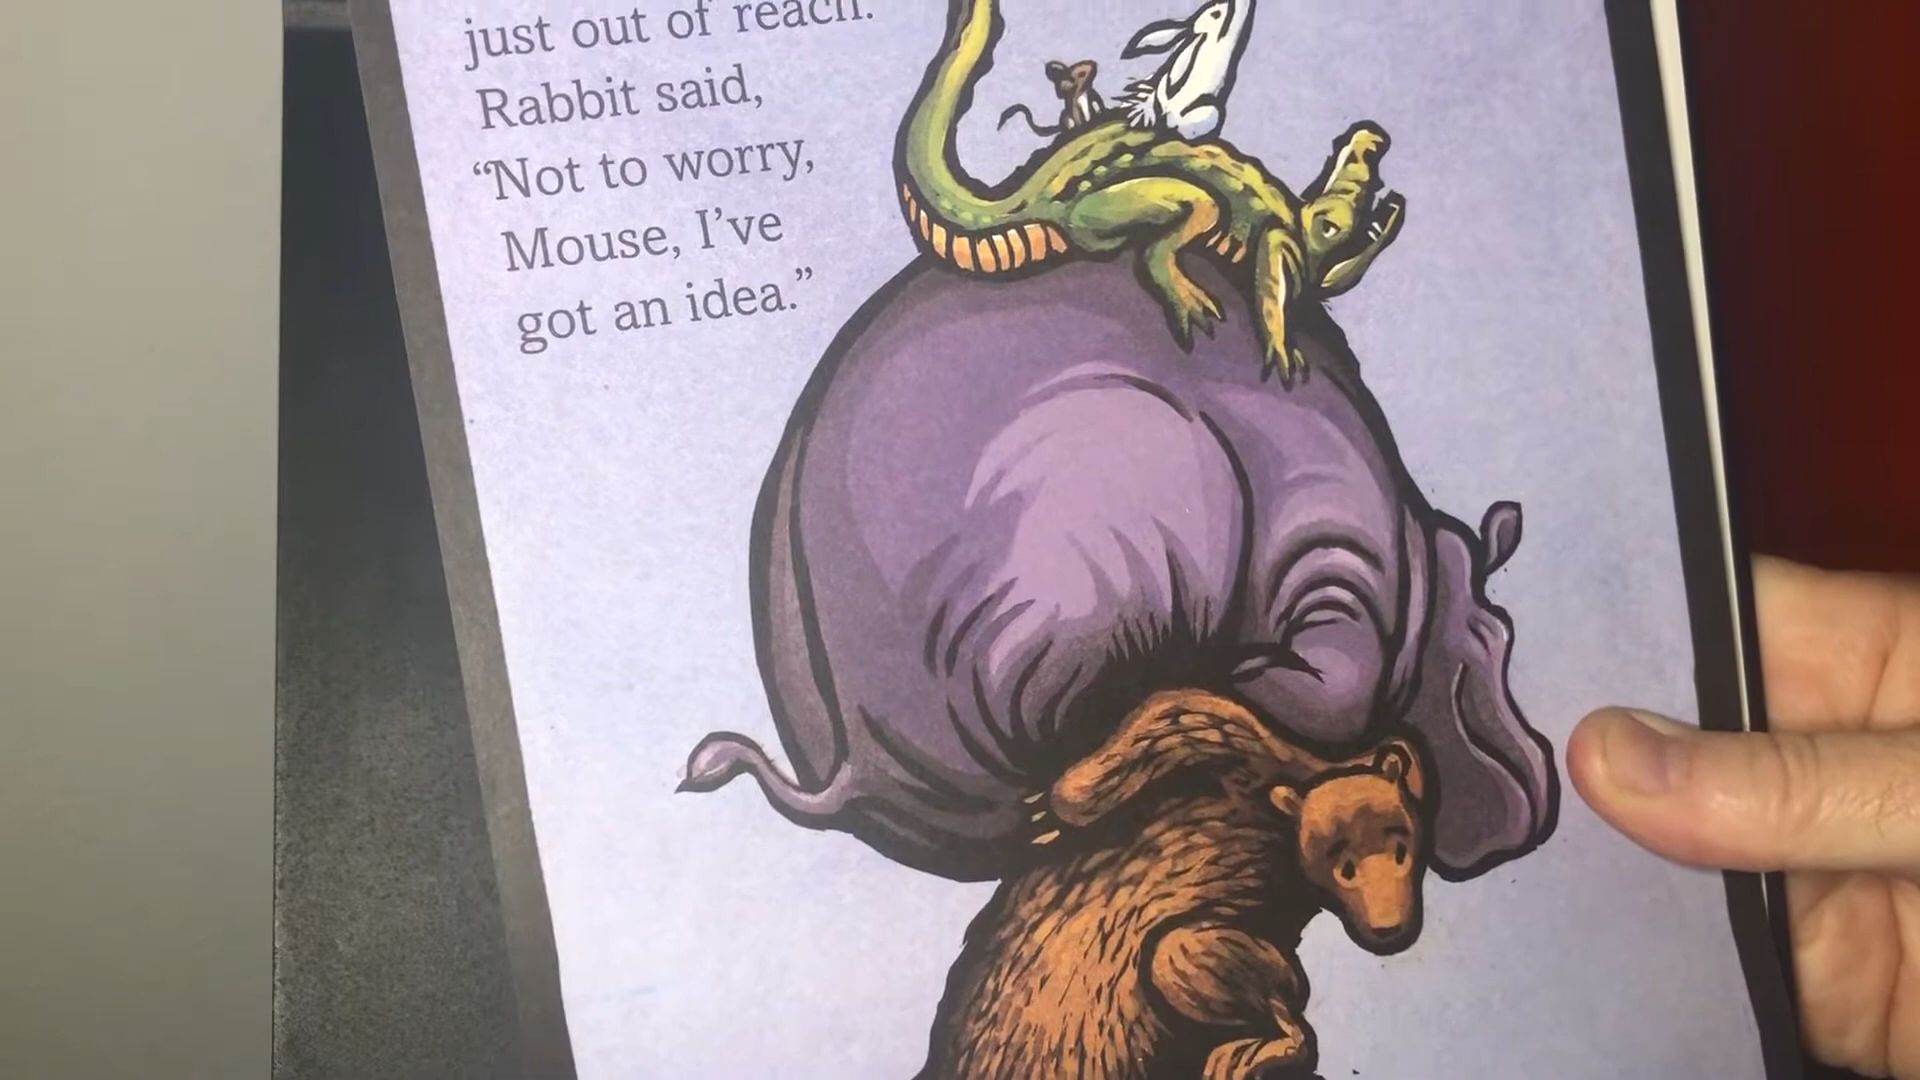 just out of reach.
Rabbit said,
“Not to worry,
Mouse, I’ve
got an idea.”